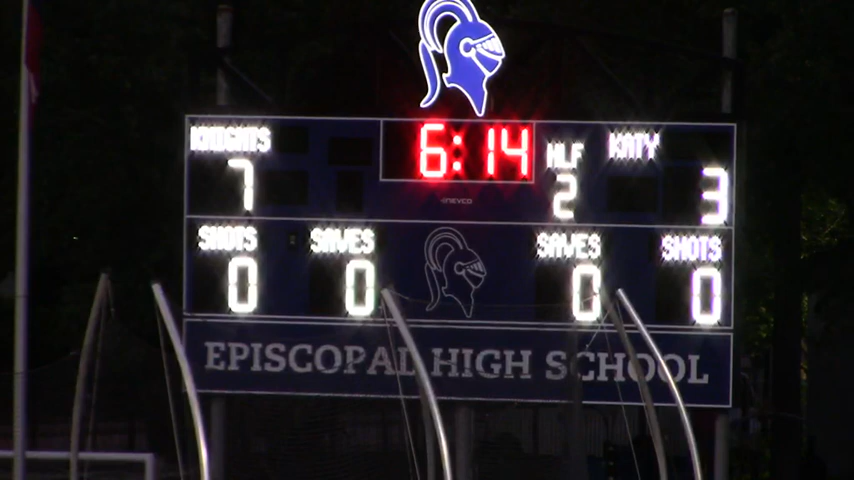 KNIGHTS 6:14 HLF KATY
7 2 3
NEVCO
SHOTS SAVES SAVES SHOTS
0 0 0 0
EPISCOPAL HIGH SCHOOL